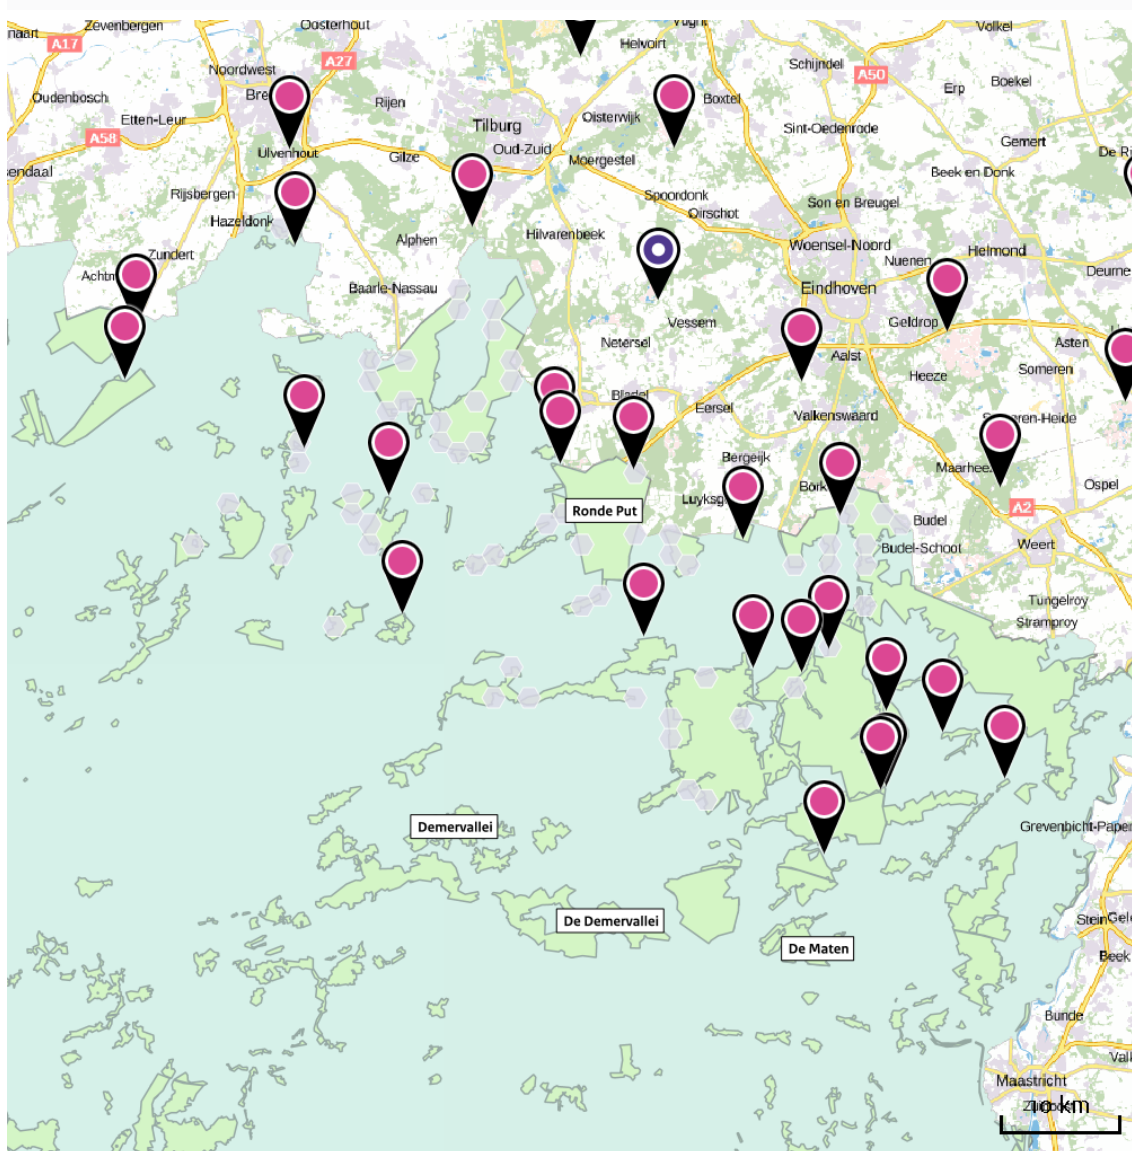 Zevenbergen
Oosterhout
Vught
Volkel
A17
Helvoirt
Noordwest
A27
Schijndel
A50
Boekel
Oudenbosch
Rijen
Boxtel
Erp
Etten-Leur
Tilburg
Oisterwijk
Sint-Oedenrode
A58
Ulvenhout
Gilze
Oud-Zuid
Moergestel
Gemert
Beek en Donk
Rijsbergen
Spoordonk
Son en Breugel
Hazeldonk
Oirschot
Alphen
Hilvarenbeek
Woensel-Noord
Helmond
Zundert
Nuenen
Deurne
Baarle-Nassau
Eindhoven
Vessem
Geldrop
Netersel
Aalst
Asten
Heeze
Someren
Bladel
Eersel
Valkenswaard
Bergeijk
Maarhee
Ospel
Ronde Put
A2
Budel
Budel-Schoot
Weert
Tungelroy
Stramproy
Demervallei
Grevenbicht-Paper
De Demervallei
Stein
De Maten
Beek
Bunde
Maastricht
10 km